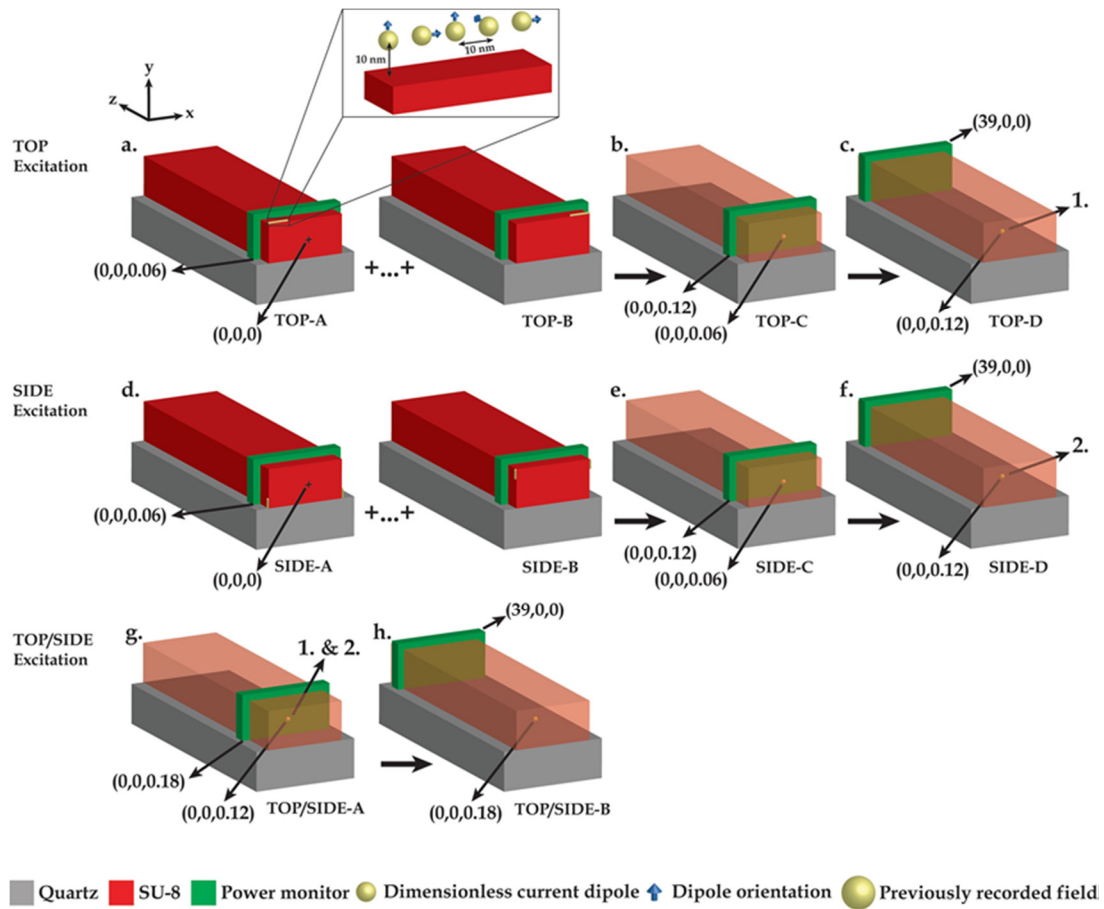 10 nm
10 nm
y
z
x
TOP
Excitation
a.
b.
c.
(39,0,0)
1.
(0,0,0.06)
+...+
(0,0,0.12)
(0,0,0.06)
(0,0,0.12)
(0,0,0)
TOP-A
TOP-B
TOP-C
TOP-D
SIDE
Excitation
d.
e.
f.
(39,0,0)
2.
(0,0,0.06)
+...+
(0,0,0.12)
(0,0,0.06)
(0,0,0.12)
(0,0,0)
SIDE-A
SIDE-B
SIDE-C
SIDE-D
TOP/SIDE
Excitation
g.
1. & 2.
h.
(39,0,0)
(0,0,0.18)
(0,0,0.12)
TOP/SIDE-A
(0,0,0.18)
TOP/SIDE-B
Quartz SU-8 Power monitor Dimensionless current dipole Dipole orientation Previously recorded field